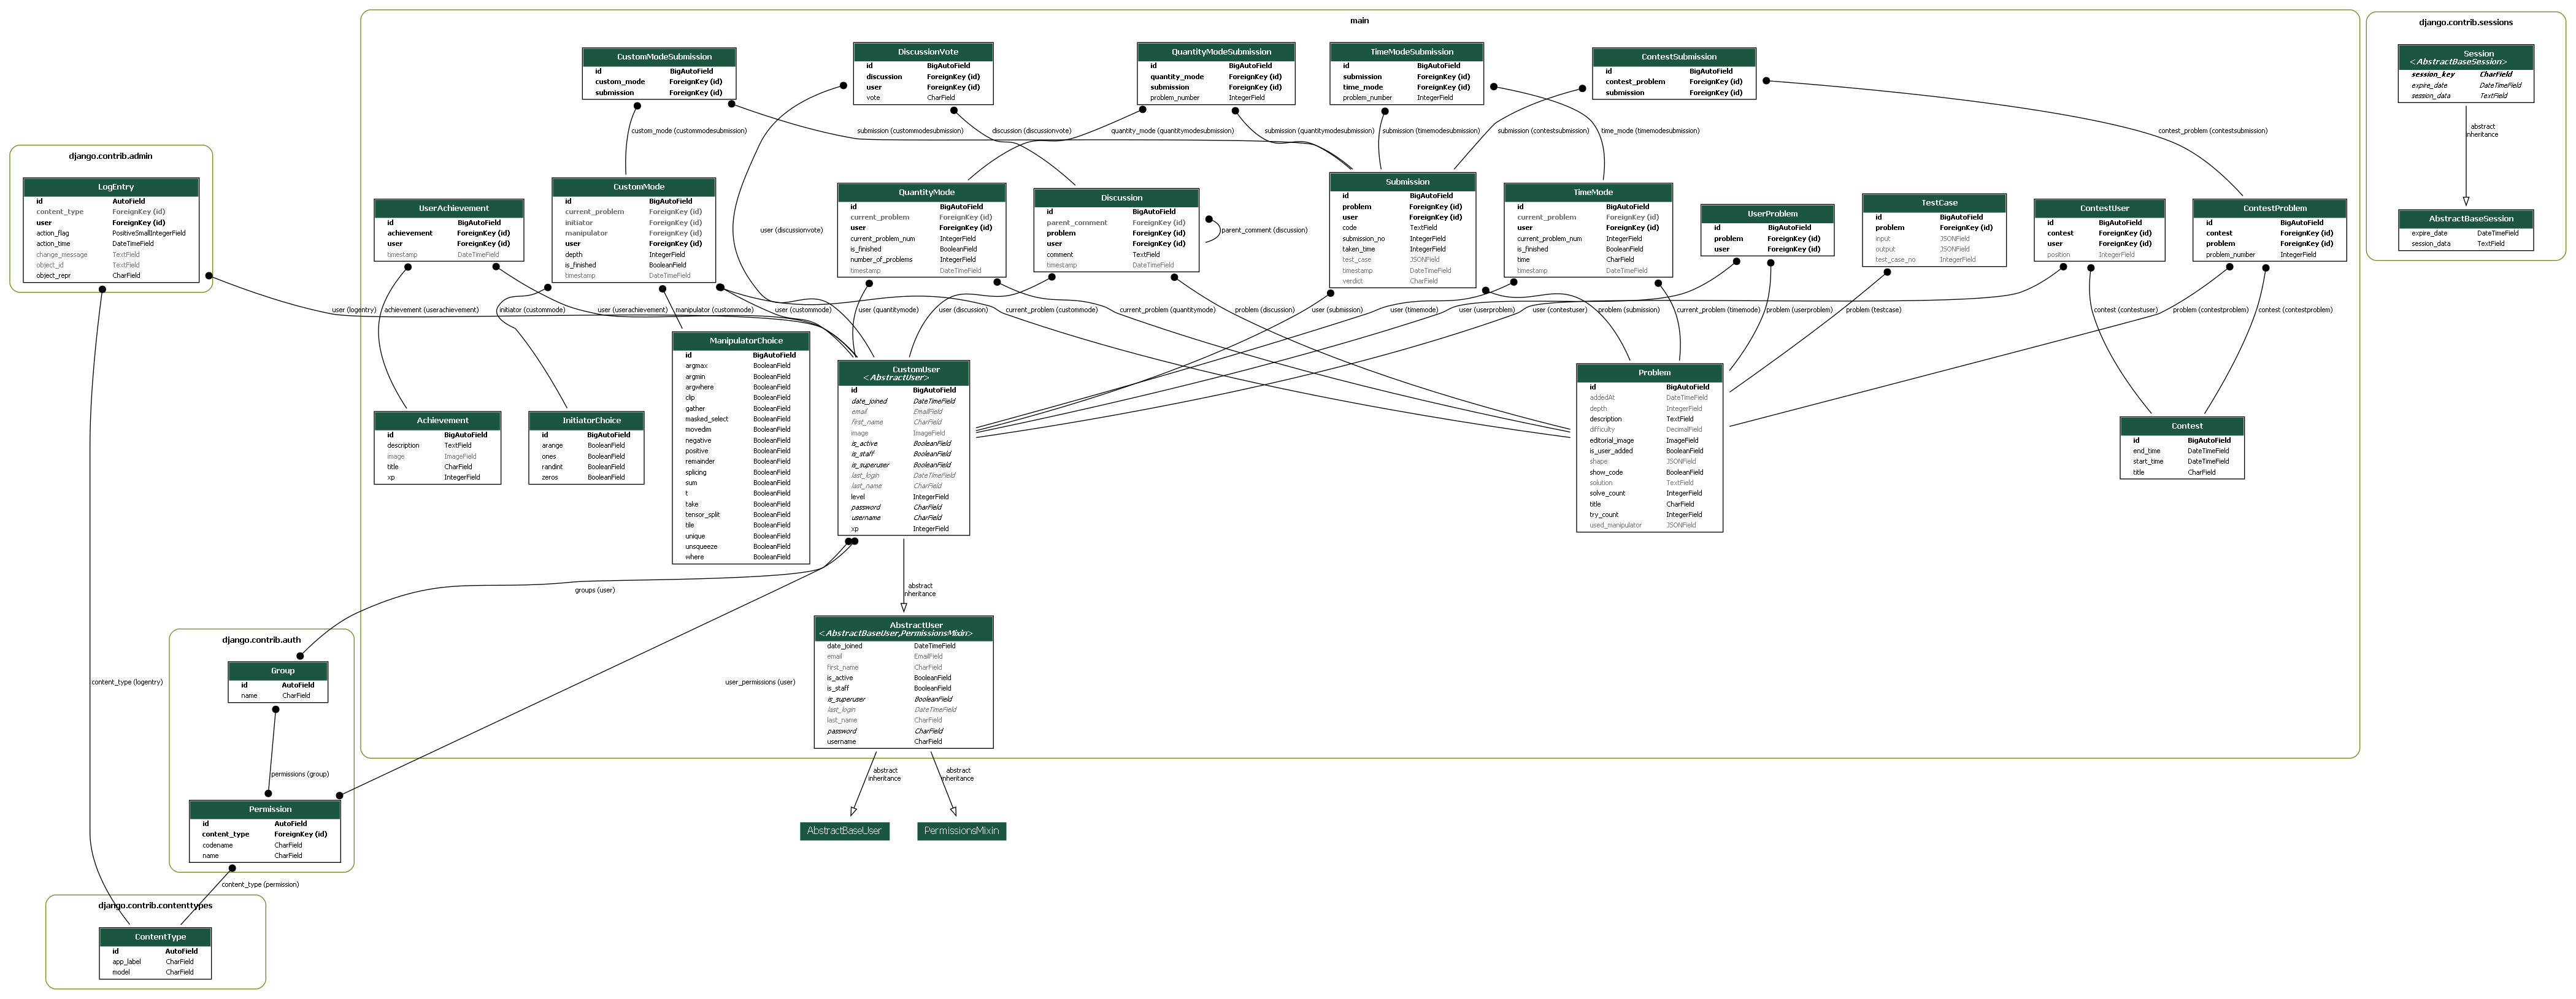 main
django.contrib.sessions
CustomModeSubmission
id BigAutoField
custom_mode ForeignKey (id)
submission ForeignKey (id)
DiscussionVote
id BigAutoField
discussion ForeignKey (id)
user ForeignKey (id)
vote CharField
QuantityModeSubmission
id BigAutoField
quantity_mode ForeignKey (id)
submission ForeignKey (id)
problem_number IntegerField
TimeModeSubmission
id BigAutoField
submission ForeignKey (id)
time_mode ForeignKey (id)
problem_number IntegerField
ContestSubmission
id BigAutoField
contest_problem ForeignKey (id)
submission ForeignKey (id)
Session
<AbstractBaseSession>
session_key CharField
expire_date DateTimeField
session_data TextField
custom_mode (custommodesubmission)
submission (custommodesubmission)
discussion (discussionvote)
quantity_mode (quantitymodesubmission)
submission (quantitymodesubmission)
submission (timemodesubmission)
submission (contestsubmission)
time_mode (timemodesubmission)
contest_problem (contestsubmission)
abstract
inheritance
django.contrib.admin
LogEntry
id AutoField
content_type ForeignKey (id)
user ForeignKey (id)
action_flag PositiveSmallIntegerField
action_time DateTimeField
change_message TextField
object_id TextField
object_repr CharField
UserAchievement
id BigAutoField
achievement ForeignKey (id)
user ForeignKey (id)
timestamp DateTimeField
CustomMode
id BigAutoField
current_problem ForeignKey (id)
initiator ForeignKey (id)
manipulator ForeignKey (id)
user ForeignKey (id)
depth IntegerField
is_finished BooleanField
timestamp DateTimeField
user (discussionvote)
QuantityMode
id BigAutoField
current_problem ForeignKey (id)
user ForeignKey (id)
current_problem_num IntegerField
is_finished BooleanField
number_of_problems IntegerField
timestamp DateTimeField
Discussion
id BigAutoField
parent_comment ForeignKey (id)
problem ForeignKey (id)
user ForeignKey (id)
comment TextField
timestamp DateTimeField
parent_comment (discussion)
Submission
id BigAutoField
problem ForeignKey (id)
user ForeignKey (id)
code TextField
submission_no IntegerField
taken_time IntegerField
test_case JSONField
timestamp DateTimeField
verdict CharField
TimeMode
id BigAutoField
current_problem ForeignKey (id)
user ForeignKey (id)
current_problem_num IntegerField
is_finished BooleanField
time CharField
timestamp DateTimeField
UserProblem
id BigAutoField
problem ForeignKey (id)
user ForeignKey (id)
TestCase
id BigAutoField
problem ForeignKey (id)
input JSONField
output JSONField
test_case_no IntegerField
ContestUser
id BigAutoField
contest ForeignKey (id)
user ForeignKey (id)
position IntegerField
ContestProblem
id BigAutoField
contest ForeignKey (id)
problem ForeignKey (id)
problem_number IntegerField
AbstractBaseSession
expire_date DateTimeField
session_data TextField
user (logentry)
achievement (userachievement)
initiator (custommode)
user (userachievement)
manipulator (custommode)
user (custommode)
user (quantitymode)
user (discussion)
current_problem (custommode)
current_problem (quantitymode)
problem (discussion)
user (submission)
user (timemode)
user (userproblem)
user (contestuser)
problem (submission)
current_problem (timemode)
problem (userproblem)
problem (testcase)
contest (contestuser)
problem (contestproblem)
contest (contestproblem)
ManipulatorChoice
id BigAutoField
argmax BooleanField
argmin BooleanField
argwhere BooleanField
clip BooleanField
gather BooleanField
masked_select BooleanField
movedim BooleanField
negative BooleanField
positive BooleanField
remainder BooleanField
splicing BooleanField
sum BooleanField
t BooleanField
take BooleanField
tensor_split BooleanField
tile BooleanField
unique BooleanField
unsqueeze BooleanField
where BooleanField
Achievement
id BigAutoField
description TextField
image ImageField
title CharField
xp IntegerField
InitiatorChoice
id BigAutoField
arange BooleanField
ones BooleanField
randint BooleanField
zeros BooleanField
CustomUser
<AbstractUser>
id BigAutoField
date_joined DateTimeField
email EmailField
first_name CharField
image ImageField
is_active BooleanField
is_staff BooleanField
is_superuser BooleanField
last_login DateTimeField
last_name CharField
level IntegerField
password CharField
username CharField
xp IntegerField
Problem
id BigAutoField
addedAt DateTimeField
depth IntegerField
description TextField
difficulty DecimalField
editorial_image ImageField
is_user_added BooleanField
shape JSONField
show_code BooleanField
solution TextField
solve_count IntegerField
title CharField
try_count IntegerField
used_manipulator JSONField
Contest
id BigAutoField
end_time DateTimeField
start_time DateTimeField
title CharField
groups (user)
abstract
inheritance
AbstractUser
<AbstractBaseUser,PermissionsMixin>
date_joined DateTimeField
email EmailField
first_name CharField
is_active BooleanField
is_staff BooleanField
is_superuser BooleanField
last_login DateTimeField
last_name CharField
password CharField
username CharField
user_permissions (user)
content_type (logentry)
django.contrib.auth
Group
id AutoField
name CharField
permissions (group)
Permission
id AutoField
content_type ForeignKey (id)
codename CharField
name CharField
abstract
inheritance
abstract
inheritance
AbstractBaseUser
PermissionsMixin
content_type (permission)
django.contrib.contenttypes
ContentType
id AutoField
app_label CharField
model CharField